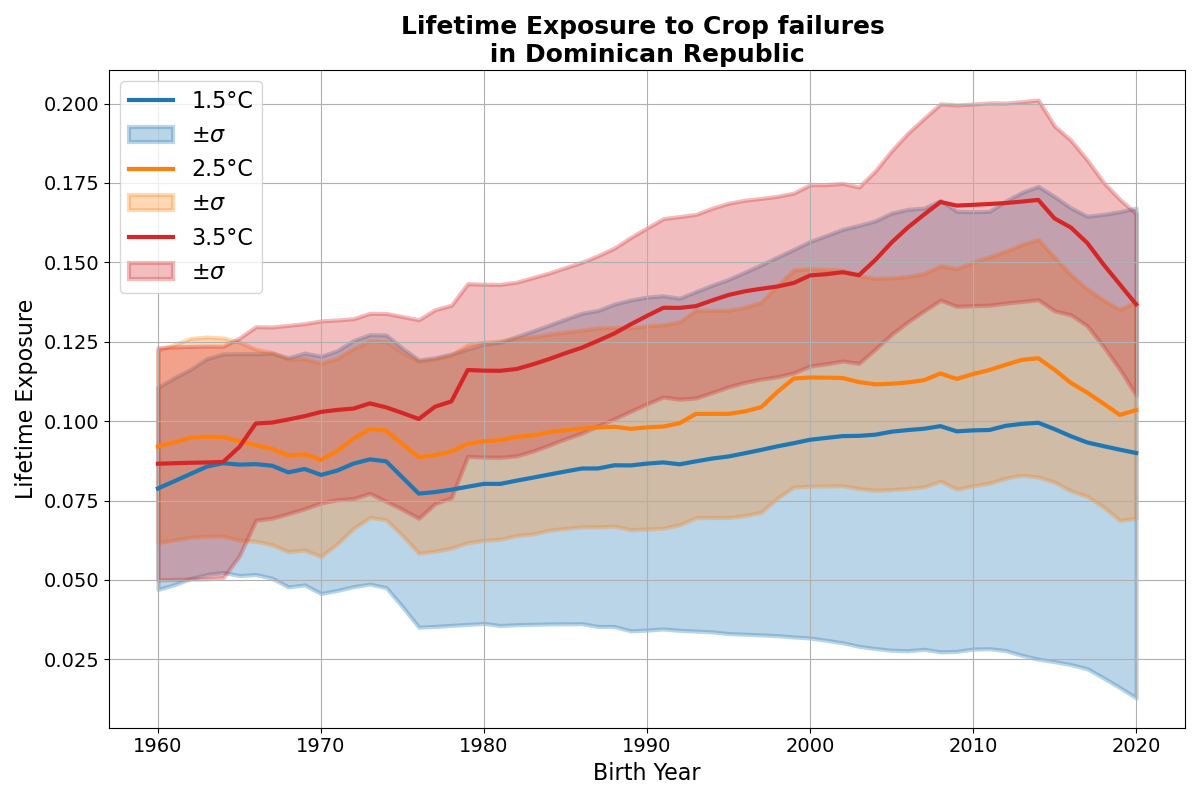 Lifetime Exposure to Crop failures
in Dominican Republic
1.5°C
±σ
2.5°C
±σ
3.5°C
±σ
Lifetime Exposure
0.200
0.175
0.150
0.125
0.100
0.075
0.050
0.025
1960 1970 1980 1990 2000 2010 2020
Birth Year